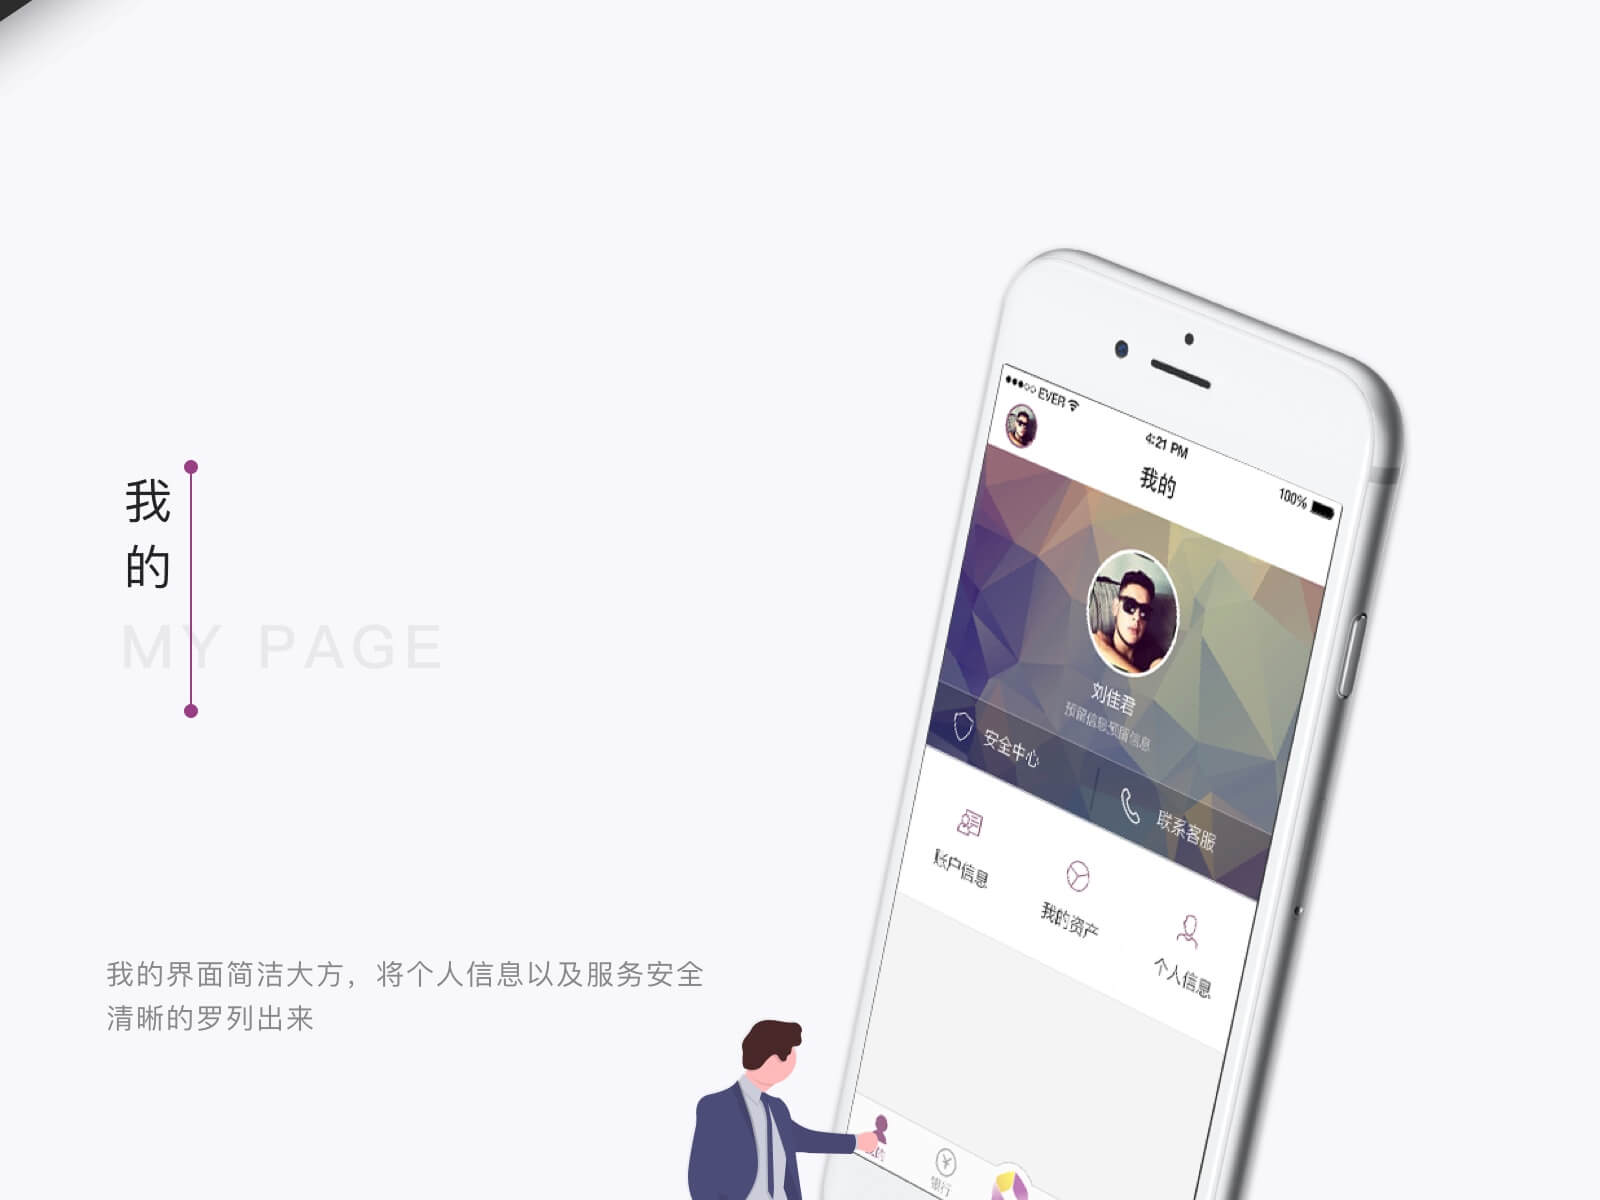 我的
MY PAGE
我的界面简洁大方，将个人信息以及服务安全
清晰的罗列出来
EVER
4:21 PM
100%
我的
刘佳君
预留信息预留信息
安全中心
联系客服
账户信息
我的资产
个人信息
银行